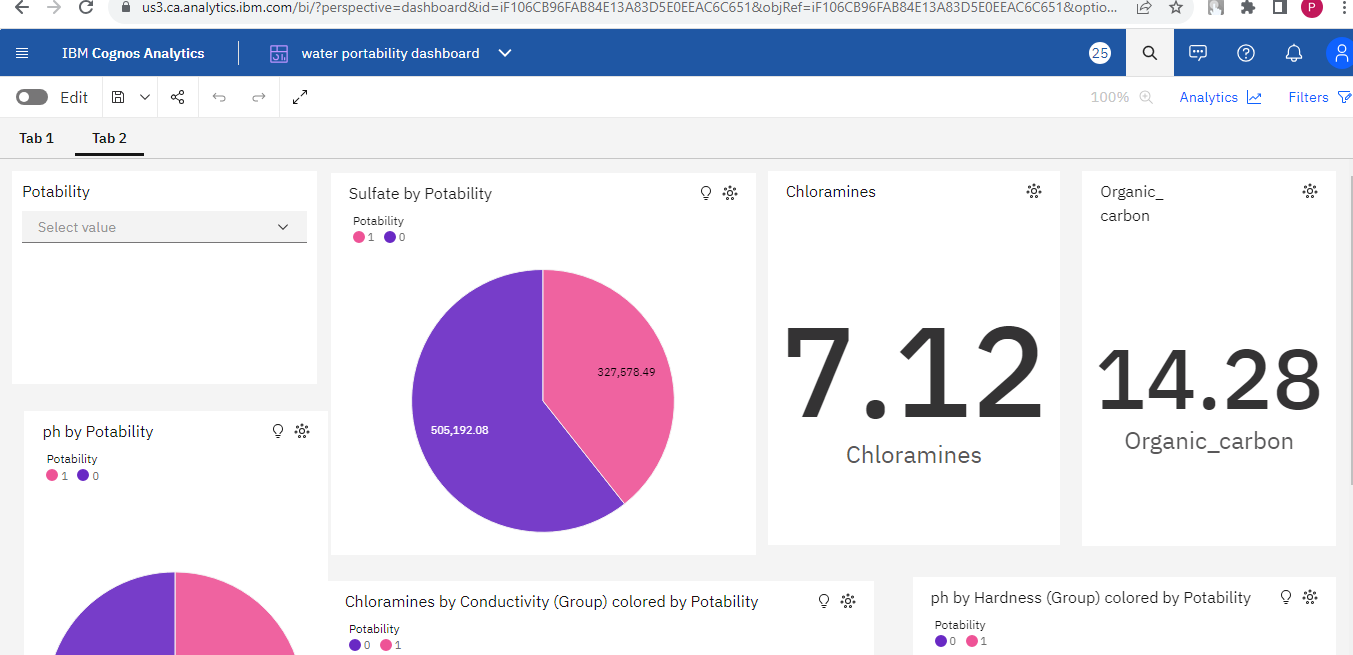 us3.ca.analytics.ibm.com/bi/?perspective=dashboard&id=iF106CB96FAB84E13A83D5E0EEAC6C651&objRef=iF106CB96FAB84E13A83D5E0EEAC6C651&optio...
P
IBM Cognos Analytics
water portability dashboard
25
Edit
100%
Analytics
Filters
Tab 1
Tab 2
Potability
Select value
Sulfate by Potability
Potability
1 0
327,578.49
505,192.08
Chloramines
7.12
Chloramines
Organic_
carbon
14.28
Organic_carbon
ph by Potability
Potability
1 0
Chloramines by Conductivity (Group) colored by Potability
Potability
0 1
ph by Hardness (Group) colored by Potability
Potability
0 1